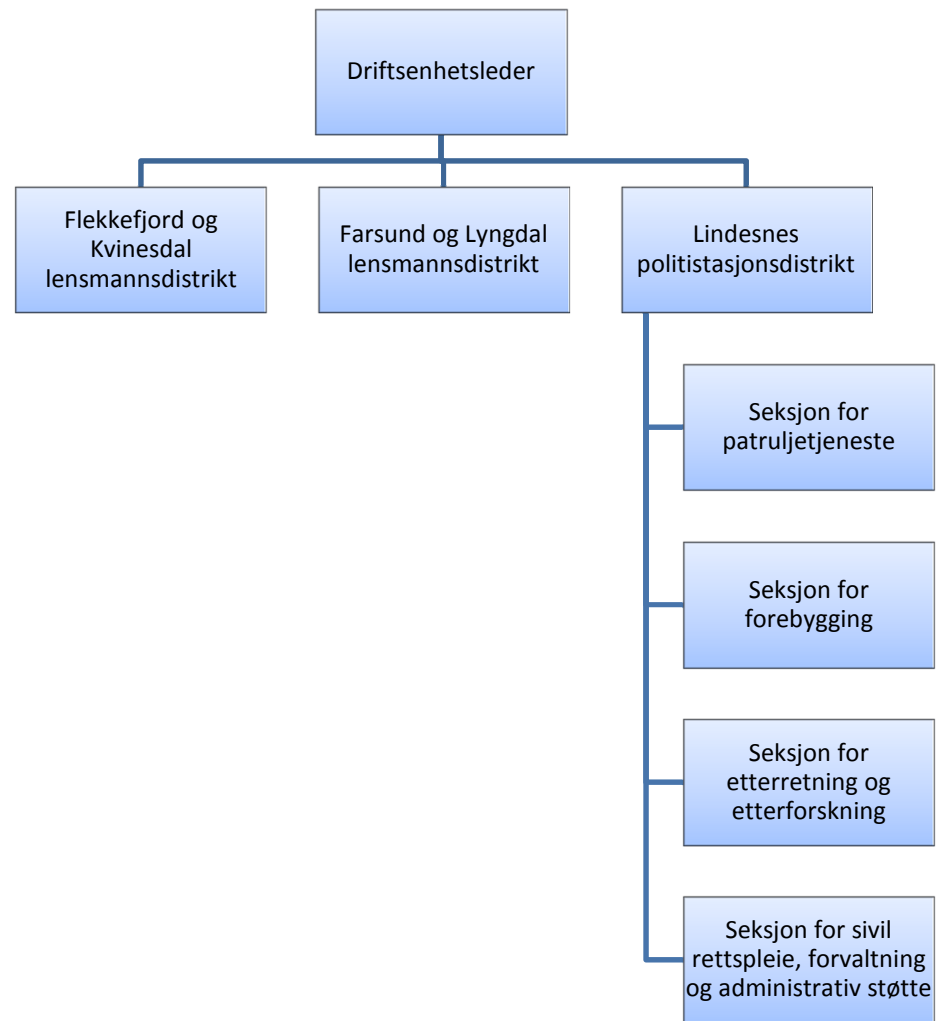 Driftsenhetsleder
Flekkefjord og
Kvinesdal
lensmannsdistrikt
Farsund og Lyngdal
lensmannsdistrikt
Lindesnes
politistasjonsdistrikt
Seksjon for
patruljetjeneste
Seksjon for
forebygging
Seksjon for
etterretning og
etterforskning
Seksjon for sivil
rettspleie, forvaltning
og administrativ støtte